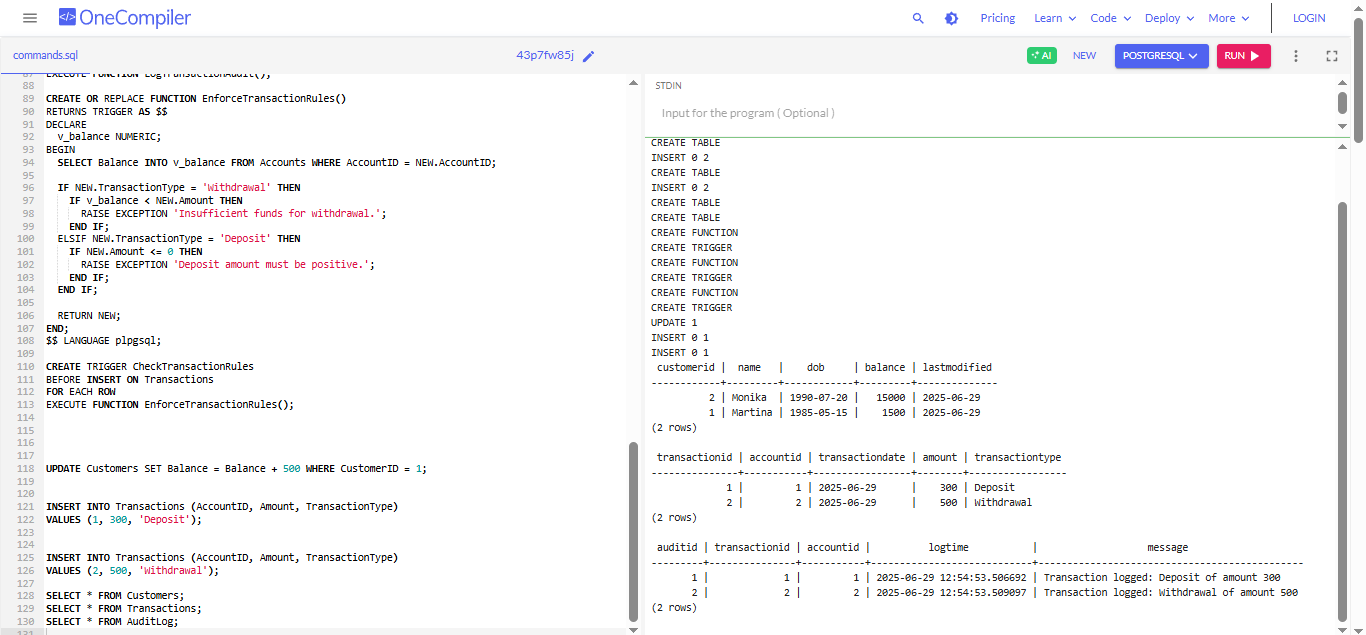 OneCompiler
Pricing Learn Code Deploy More LOGIN
commands.sql 43p7fw85j AI NEW POSTGRESQL RUN
87 EXECUTE FUNCTION LogTransactionAudit();
88
89 CREATE OR REPLACE FUNCTION EnforceTransactionRules()
90 RETURNS TRIGGER AS $$
91 DECLARE
92   v_balance NUMERIC;
93 BEGIN
94   SELECT Balance INTO v_balance FROM Accounts WHERE AccountID = NEW.AccountID;
95
96   IF NEW.TransactionType = 'Withdrawal' THEN
97     IF v_balance < NEW.Amount THEN
98       RAISE EXCEPTION 'Insufficient funds for withdrawal.';
99     END IF;
100   ELSIF NEW.TransactionType = 'Deposit' THEN
101     IF NEW.Amount <= 0 THEN
102       RAISE EXCEPTION 'Deposit amount must be positive.';
103     END IF;
104   END IF;
105
106   RETURN NEW;
107 END;
108 $$ LANGUAGE plpgsql;
109
110 CREATE TRIGGER CheckTransactionRules
111 BEFORE INSERT ON Transactions
112 FOR EACH ROW
113 EXECUTE FUNCTION EnforceTransactionRules();
114
115
116
117
118 UPDATE Customers SET Balance = Balance + 500 WHERE CustomerID = 1;
119
120
121 INSERT INTO Transactions (AccountID, Amount, TransactionType)
122 VALUES (1, 300, 'Deposit');
123
124
125 INSERT INTO Transactions (AccountID, Amount, TransactionType)
126 VALUES (2, 500, 'Withdrawal');
127
128 SELECT * FROM Customers;
129 SELECT * FROM Transactions;
130 SELECT * FROM AuditLog;
131
STDIN
Input for the program ( Optional )
CREATE TABLE
INSERT 0 2
CREATE TABLE
INSERT 0 2
CREATE TABLE
CREATE TABLE
CREATE FUNCTION
CREATE TRIGGER
CREATE FUNCTION
CREATE TRIGGER
CREATE FUNCTION
CREATE TRIGGER
UPDATE 1
INSERT 0 1
INSERT 0 1
 customerid |  name   |    dob     | balance | lastmodified
------------+---------+------------+---------+--------------
          2 | Monika  | 1990-07-20 |   15000 | 2025-06-29
          1 | Martina | 1985-05-15 |    1500 | 2025-06-29
(2 rows)
 transactionid | accountid | transactiondate | amount | transactiontype
---------------+-----------+-----------------+--------+-----------------
             1 |         1 | 2025-06-29      |    300 | Deposit
             2 |         2 | 2025-06-29      |    500 | Withdrawal
(2 rows)
 auditid | transactionid | accountid |          logtime           |                  message
---------+---------------+-----------+----------------------------+----------------------------------------------
       1 |             1 |         1 | 2025-06-29 12:54:53.506692 | Transaction logged: Deposit of amount 300
       2 |             2 |         2 | 2025-06-29 12:54:53.509097 | Transaction logged: Withdrawal of amount 500
(2 rows)